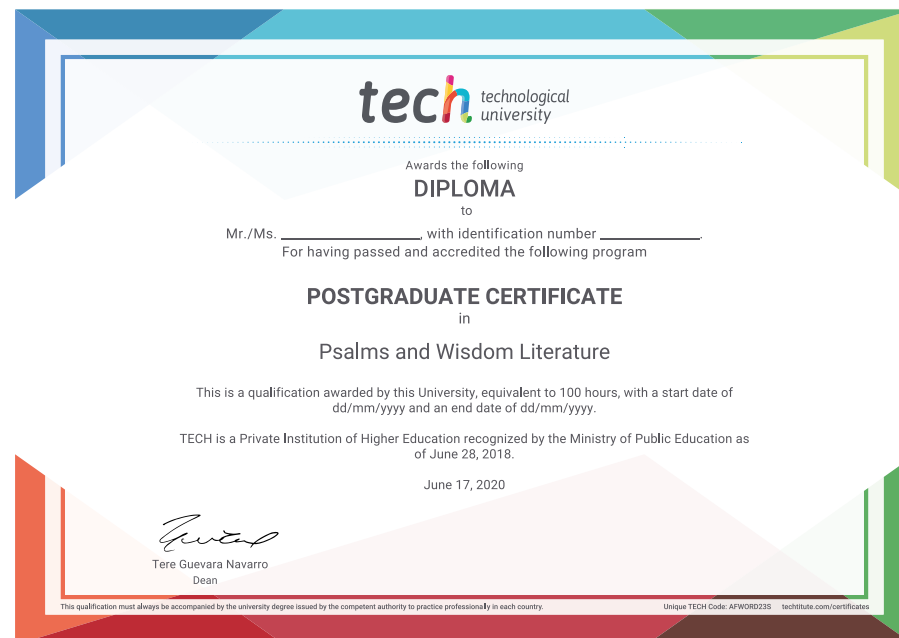 tech technological
university
Awards the following
DIPLOMA
to
Mr./Ms. ____________________, with identification number ______________.
For having passed and accredited the following program
POSTGRADUATE CERTIFICATE
in
Psalms and Wisdom Literature
This is a qualification awarded by this University, equivalent to 100 hours, with a start date of
dd/mm/yyyy and an end date of dd/mm/yyyy.
TECH is a Private Institution of Higher Education recognized by the Ministry of Public Education as
of June 28, 2018.
June 17, 2020
Tere Guevara Navarro
Dean
This qualification must always be accompanied by the university degree issued by the competent authority to practice professionally in each country.
Unique TECH Code: AFWORD23S techtitute.com/certificates